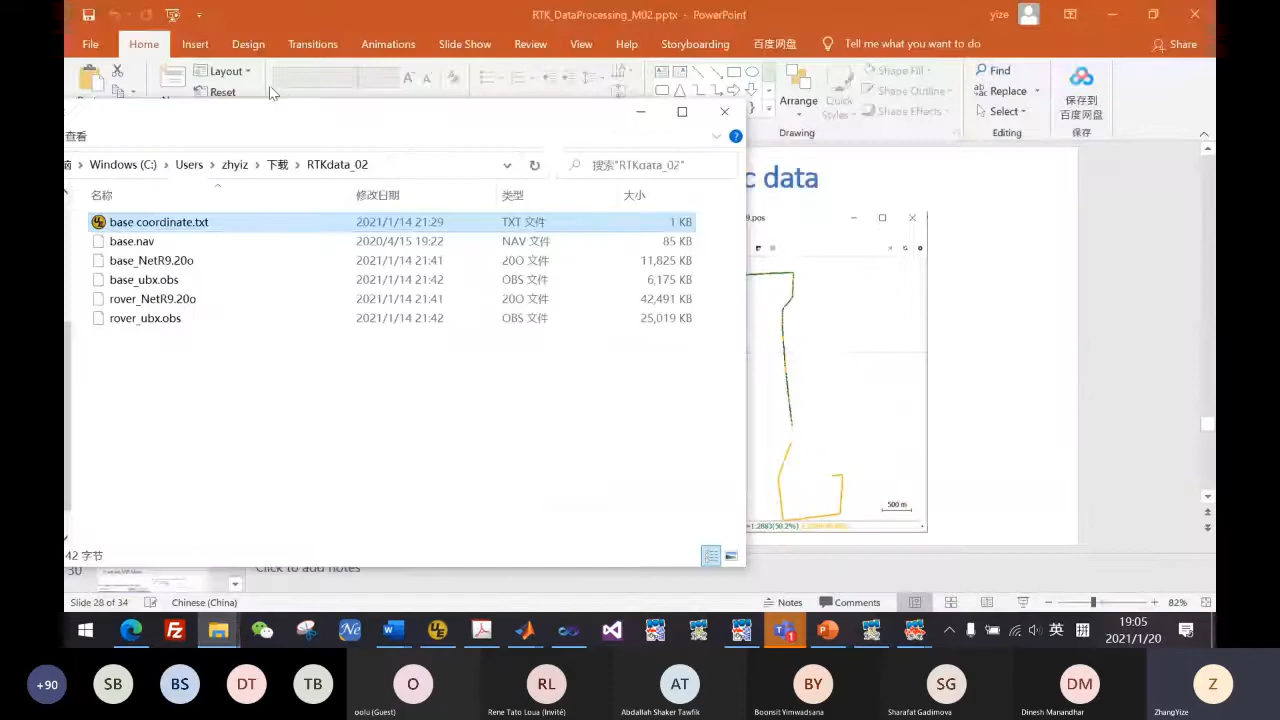 RTK_DataProcessing_M02.pptx - PowerPoint
yize
File Home Insert Design Transitions Animations Slide Show Review View Help Storyboarding 百度网盘 Tell me what you want to do Share
Layout
Reset
Arrange
Quick
Styles
Shape Fill
Shape Outline
Shape Effects
Drawing
Find
Replace
Select
Editing
保存到
百度网盘
保存
查看
Windows (C:) Users zhyiz 下载 RTKdata_02
搜索"RTKdata_02"
名称 修改日期 类型 大小
base coordinate.txt 2021/1/14 21:29 TXT 文件 1 KB
base.nav 2020/4/15 19:22 NAV 文件 85 KB
base_NetR9.20o 2021/1/14 21:41 20O 文件 11,825 KB
base_ubx.obs 2021/1/14 21:42 OBS 文件 6,175 KB
rover_NetR9.20o 2021/1/14 21:41 20O 文件 42,491 KB
rover_ubx.obs 2021/1/14 21:42 OBS 文件 25,019 KB
42 字节
c data
9.pos
500 m
30
Click to add notes
Slide 28 of 34 Chinese (China) Notes Comments 82%
英
19:05
2021/1/20
+90 SB BS DT TB O RL AT BY SG DM Z
oolu (Guest) Rene Tato Loua (Invité) Abdallah Shaker Tawfik Boonsit Yimwadsana Sharafat Gadimova Dinesh Manandhar ZhangYize